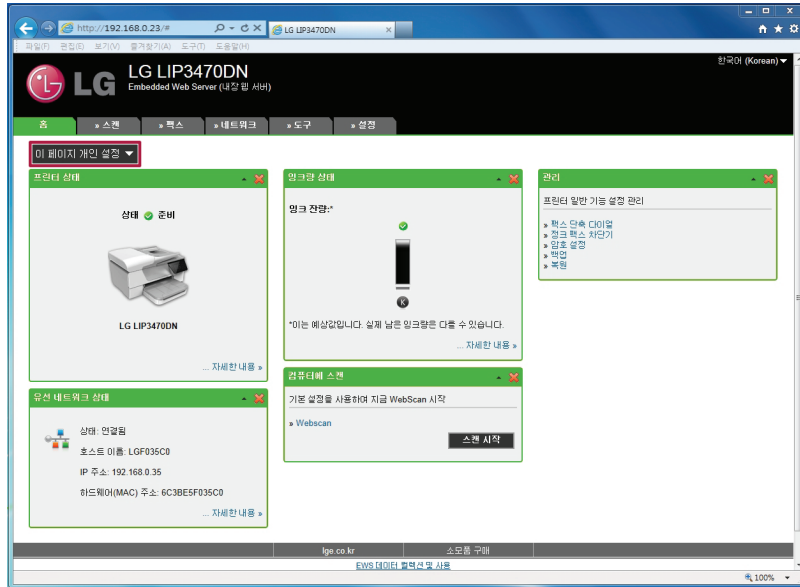 http://192.168.0.23/#
LG LIP3470DN
파일(F) 편집(E) 보기(V) 즐겨찾기(A) 도구(T) 도움말(H)
한국어 (Korean)
LG
LG LIP3470DN
Embedded Web Server (내장 웹 서버)
홈 » 스캔 » 팩스 » 네트워크 » 도구 » 설정
이 페이지 개인 설정
프린터 상태
상태 준비
LG LIP3470DN
... 자세한 내용 »
잉크량 상태
잉크 잔량:*
K
*이는 예상값입니다. 실제 남은 잉크량은 다를 수 있습니다.
... 자세한 내용 »
관리
프린터 일반 기능 설정 관리
» 팩스 단축 다이얼
» 정크 팩스 차단기
» 암호 설정
» 백업
» 복원
유선 네트워크 상태
상태: 연결됨
호스트 이름: LGF035C0
IP 주소: 192.168.0.35
하드웨어(MAC) 주소: 6C3BE5F035C0
... 자세한 내용 »
컴퓨터에 스캔
기본 설정을 사용하여 지금 WebScan 시작
» Webscan
스캔 시작
lge.co.kr 소모품 구매
EWS 데이터 컬렉션 및 사용
100%